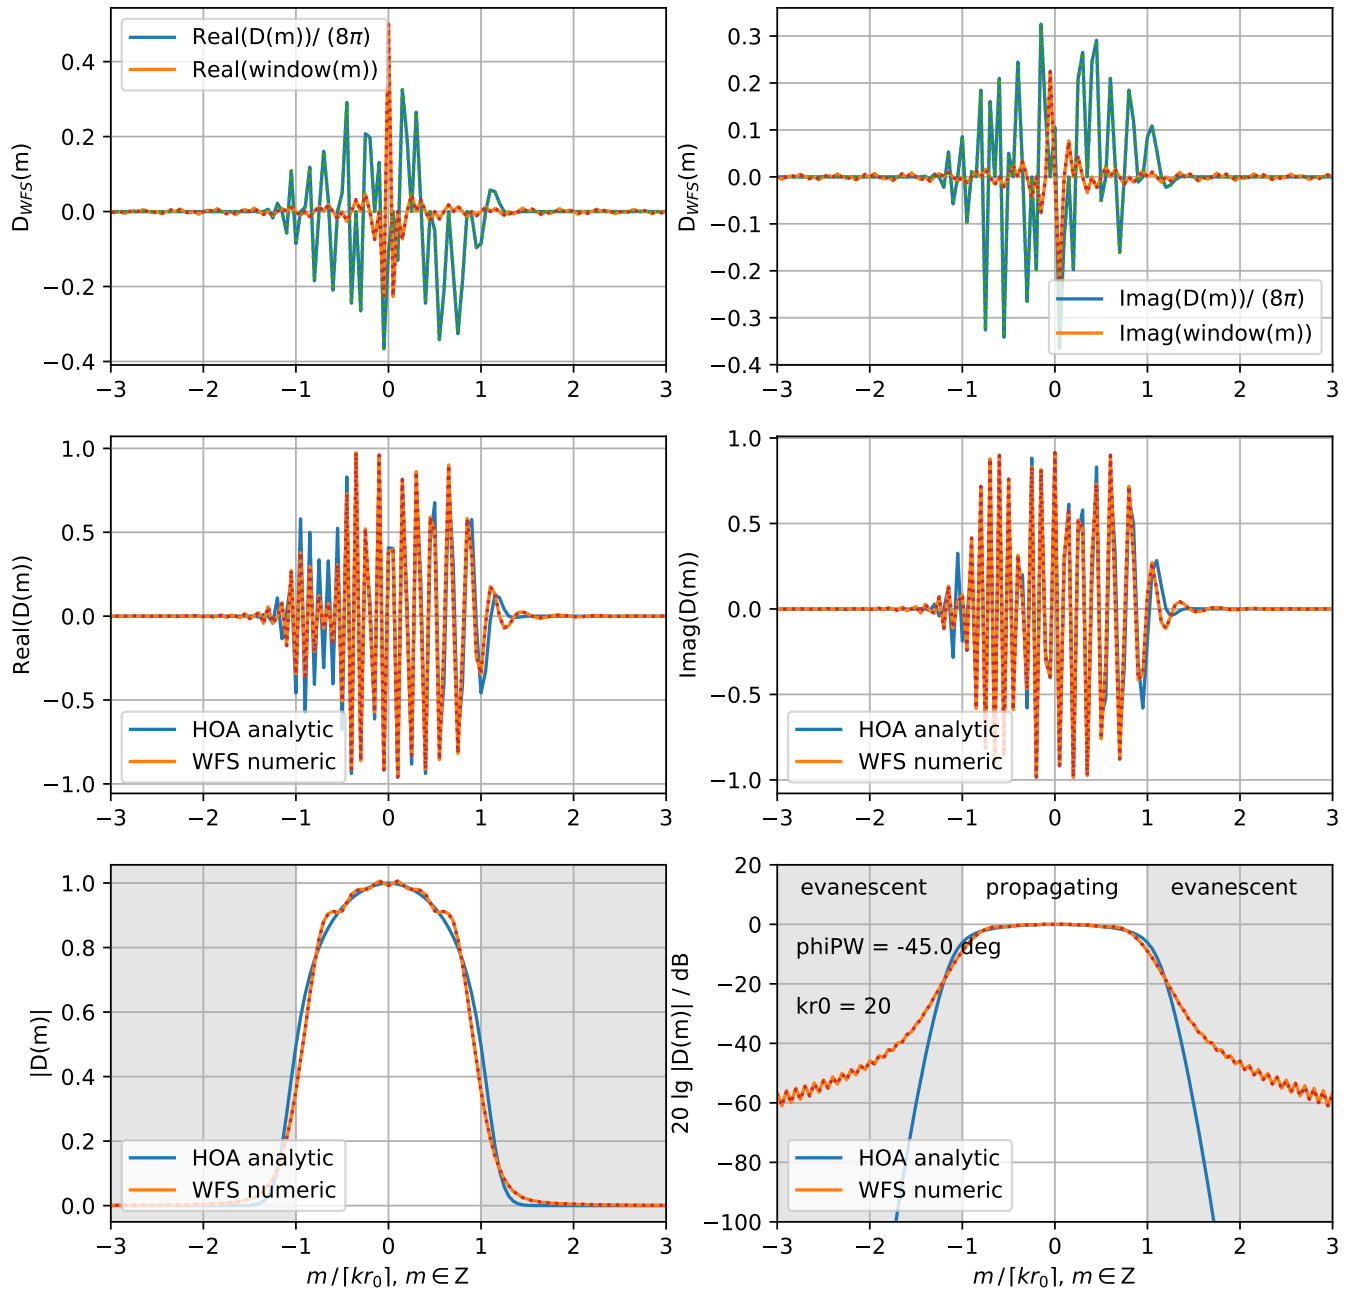 Real(D(m))/ (8π)
Real(window(m))
D_WFS(m)
0.4
0.2
0.0
−0.2
−0.4
−3 −2 −1 0 1 2 3
Imag(D(m))/ (8π)
Imag(window(m))
D_WFS(m)
0.3
0.2
0.1
0.0
−0.1
−0.2
−0.3
−0.4
−3 −2 −1 0 1 2 3
Real(D(m))
1.0
0.5
0.0
−0.5
−1.0
HOA analytic
WFS numeric
−3 −2 −1 0 1 2 3
Imag(D(m))
1.0
0.5
0.0
−0.5
−1.0
HOA analytic
WFS numeric
−3 −2 −1 0 1 2 3
|D(m)|
1.0
0.8
0.6
0.4
0.2
0.0
HOA analytic
WFS numeric
−3 −2 −1 0 1 2 3
m / ⌈kr₀⌉, m ∈ Z
20 lg |D(m)| / dB
20
0
−20
−40
−60
−80
−100
evanescent propagating evanescent
phiPW = -45.0 deg
kr0 = 20
HOA analytic
WFS numeric
−3 −2 −1 0 1 2 3
m / ⌈kr₀⌉, m ∈ Z